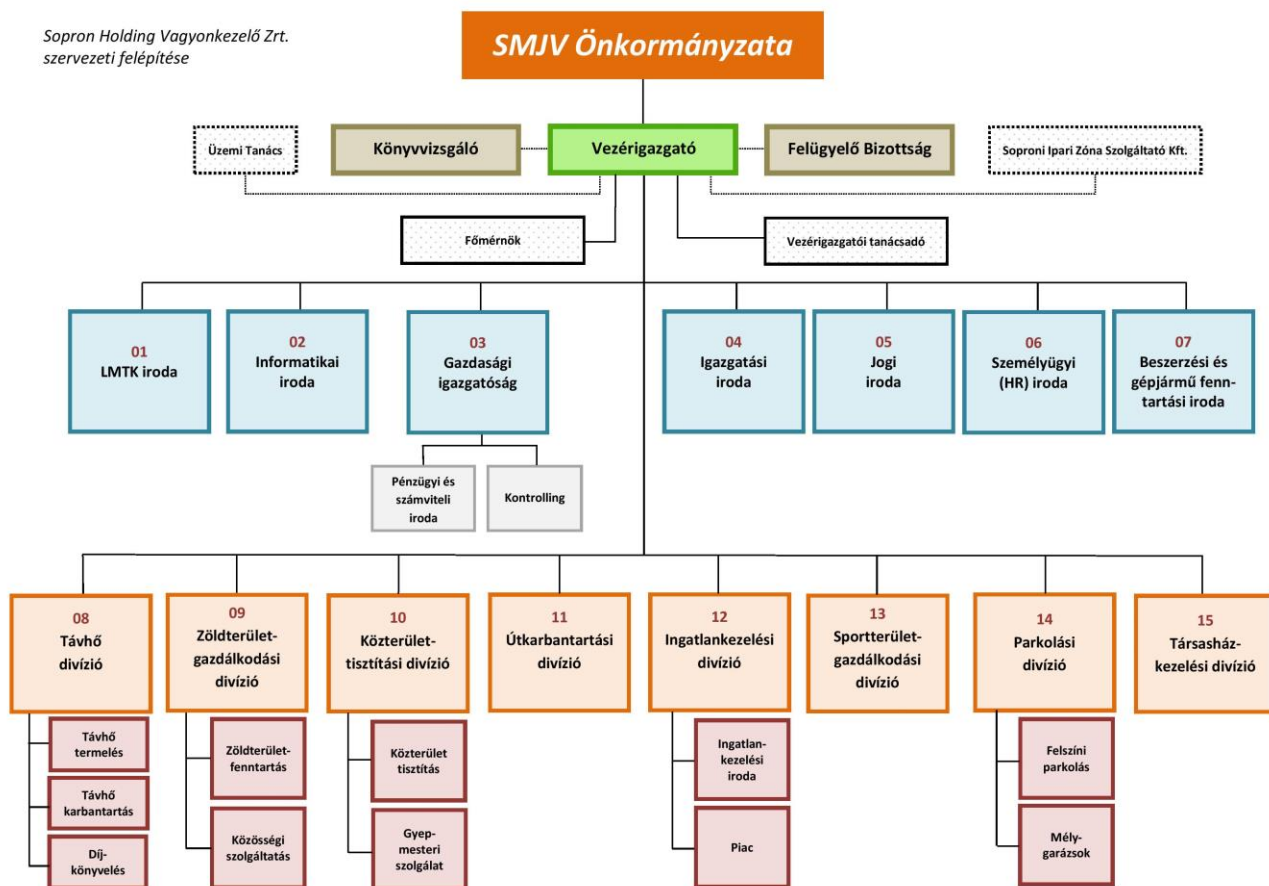 Sopron Holding Vagyonkezelő Zrt.
szervezeti felépítése
SMJV Önkormányzata
Üzemi Tanács
Könyvvizsgáló
Vezérigazgató
Felügyelő Bizottság
Soproni Ipari Zóna Szolgáltató Kft.
Főmérnök
Vezérigazgatói tanácsadó
01
LMTK iroda
02
Informatikai
iroda
03
Gazdasági
igazgatóság
04
Igazgatási
iroda
05
Jogi
iroda
06
Személyügyi
(HR) iroda
07
Beszerzési és
gépjármű fenn-
tartási iroda
Pénzügyi és
számviteli
iroda
Kontrolling
08
Távhő
divízió
09
Zöldterület-
gazdálkodási
divízió
10
Közterület-
tisztítási divízió
11
Útkarbantartási
divízió
12
Ingatlankezelési
divízió
13
Sportterület-
gazdálkodási
divízió
14
Parkolási
divízió
15
Társasház-
kezelési divízió
Távhő
termelés
Távhő
karbantartás
Díj-
könyvelés
Zöldterület-
fenntartás
Közösségi
szolgáltatás
Közterület
tisztítás
Gyep-
mesteri
szolgálat
Ingatlan-
kezelési
iroda
Piac
Felszíni
parkolás
Mély-
garázsok